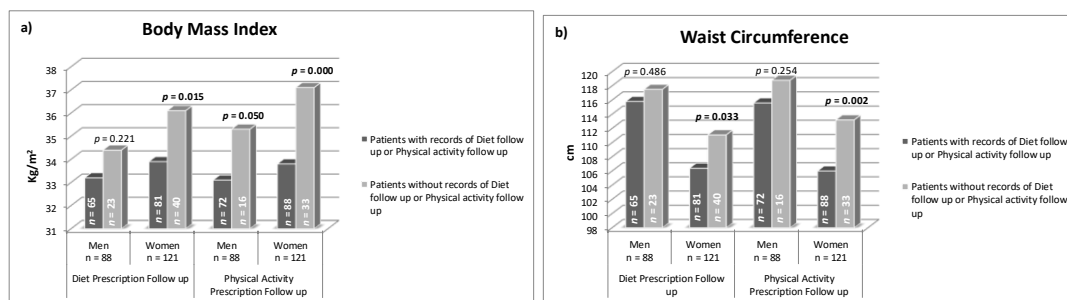 a)
Body Mass Index
38
37
36
35
34
33
32
31
Kg/m²
p = 0.221
p = 0.015
p = 0.050
p = 0.000
n = 65
n = 23
n = 81
n = 40
n = 72
n = 16
n = 88
n = 33
Men
n = 88
Women
n = 121
Men
n = 88
Women
n = 121
Diet Prescription Follow up
Physical Activity
Prescription Follow up
Patients with records of Diet follow
up or Physical activity follow up
Patients without records of Diet
follow up or Physical activity follow
up
b)
Waist Circumference
120
118
116
114
112
110
108
106
104
102
100
98
cm
p = 0.486
p = 0.033
p = 0.254
p = 0.002
n = 65
n = 23
n = 81
n = 40
n = 72
n = 16
n = 88
n = 33
Men
n = 88
Women
n = 121
Men
n = 88
Women
n = 121
Diet Prescription Follow
up
Physical Activity
Prescription Follow up
Patients with records of Diet follow
up or Physical activity follow up
Patients without records of Diet
follow up or Physical activity follow
up